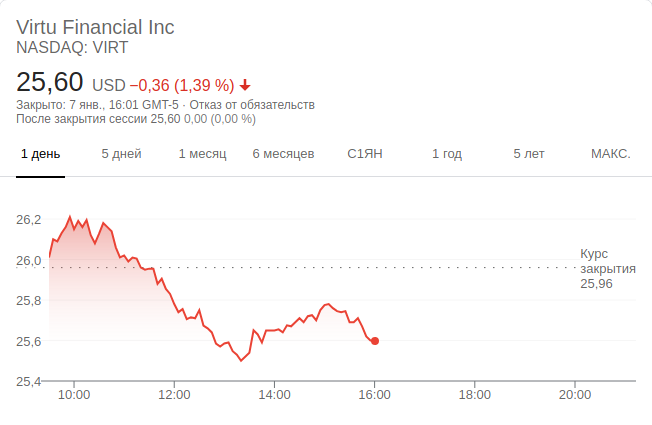 Virtu Financial Inc
NASDAQ: VIRT
25,60 USD −0,36 (1,39 %)
Закрыто: 7 янв., 16:01 GMT-5 · Отказ от обязательств
После закрытия сессии 25,60 0,00 (0,00 %)
1 день 5 дней 1 месяц 6 месяцев С1ЯН 1 год 5 лет МАКС.
26,2
26,0
25,8
25,6
25,4
Курс
закрытия
25,96
10:00 12:00 14:00 16:00 18:00 20:00